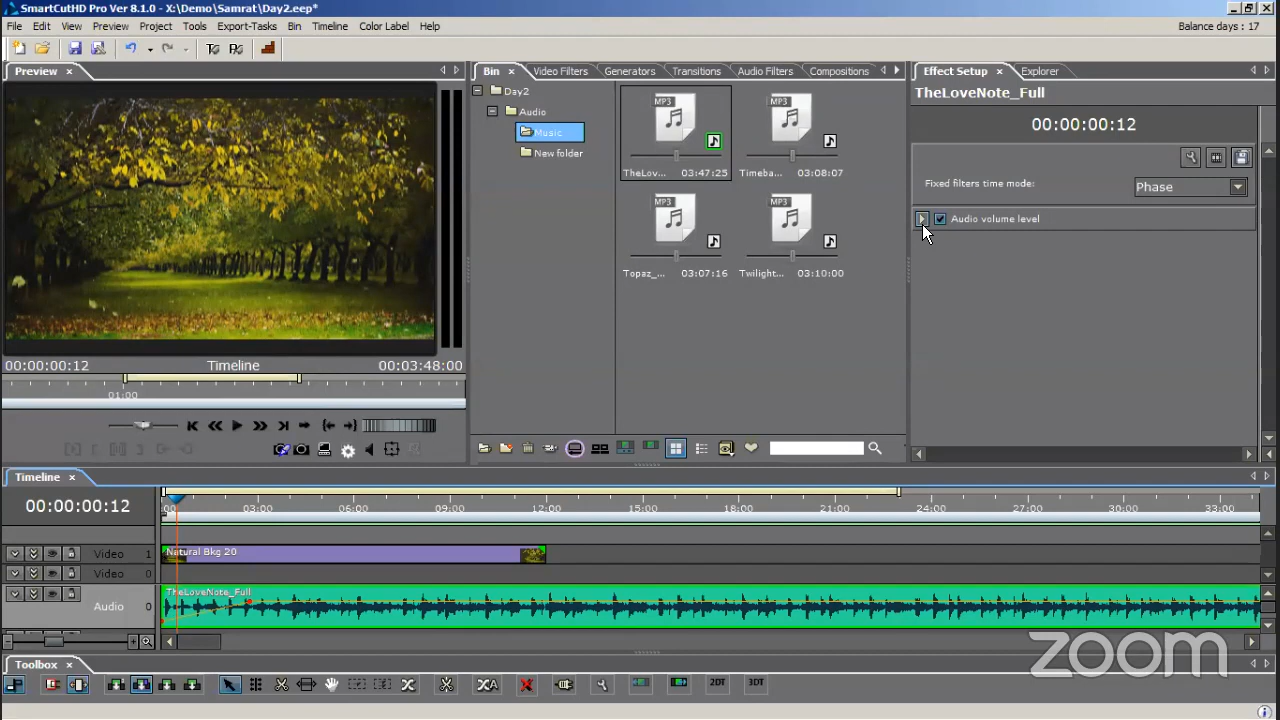 SmartCutHD Pro Ver 8.1.0 - X:\Demo\Samrat\Day2.eep*
File Edit View Preview Project Tools Export-Tasks Bin Timeline Color Label Help
Balance days : 17
Preview
Bin Video Filters Generators Transitions Audio Filters Compositions
Effect Setup Explorer
Day2
Audio
Music
New folder
MP3
TheLov... 03:47:25
MP3
Timeba... 03:08:07
MP3
Topaz_... 03:07:16
MP3
Twilight... 03:10:00
TheLoveNote_Full
00:00:00:12
Fixed filters time mode:
Phase
Audio volume level
00:00:00:12 Timeline 00:03:48:00
01:00
Timeline
00:00:00:12
:00 03:00 06:00 09:00 12:00 15:00 18:00 21:00 24:00 27:00 30:00 33:00
Video 1
Natural Bkg 20
Video 0
Audio 0
TheLoveNote_Full
Toolbox
2DT 3DT
zoom